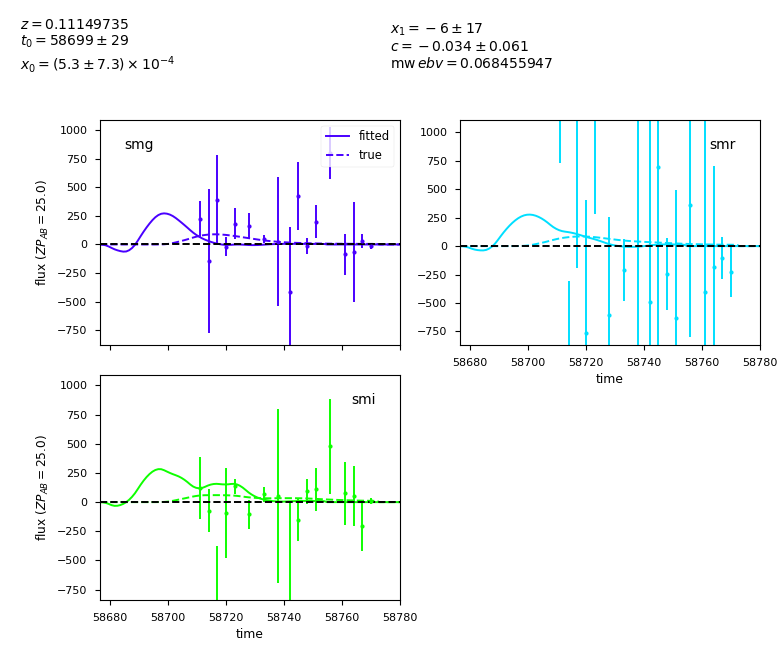 z = 0.11149735
t₀ = 58699 ± 29
x₀ = (5.3 ± 7.3) × 10⁻⁴
x₁ = −6 ± 17
c = −0.034 ± 0.061
mw ebv = 0.068455947
smg
fitted
true
1000
750
500
250
0
−250
−500
−750
flux (ZP_AB = 25.0)
smr
1000
750
500
250
0
−250
−500
−750
58680 58700 58720 58740 58760 58780
time
smi
1000
750
500
250
0
−250
−500
−750
flux (ZP_AB = 25.0)
58680 58700 58720 58740 58760 58780
time